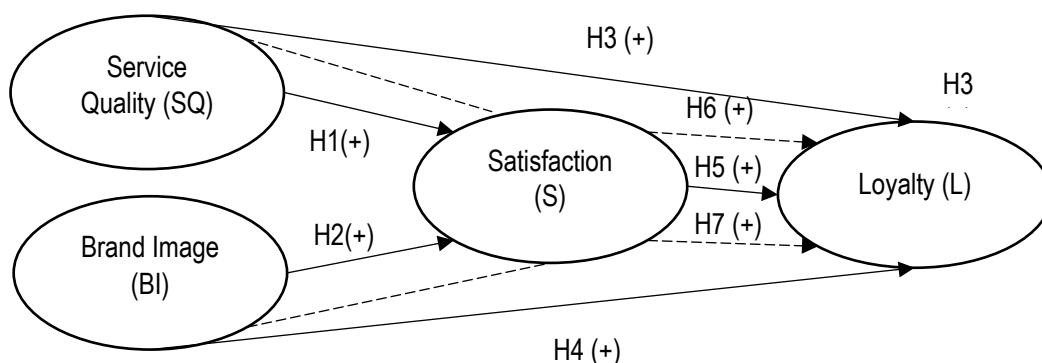 H3 (+)
Service
Quality (SQ)
H3
H6 (+)
H1(+)
Satisfaction
(S)
H5 (+)
Loyalty (L)
H2(+)
H7 (+)
Brand Image
(BI)
H4 (+)